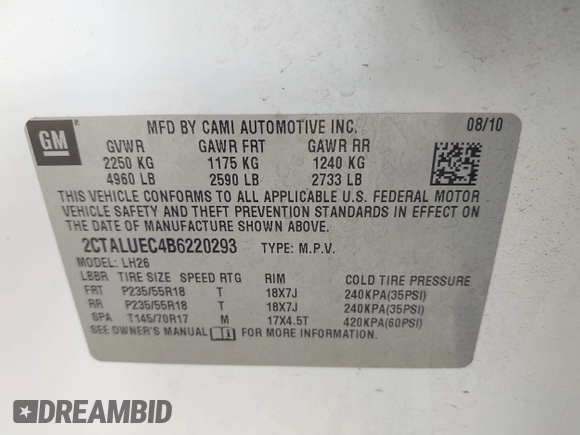 GM
MFD BY CAMI AUTOMOTIVE INC. 08/10
GVWR GAWR FRT GAWR RR
2250 KG 1175 KG 1240 KG
4960 LB 2590 LB 2733 LB
THIS VEHICLE CONFORMS TO ALL APPLICABLE U.S. FEDERAL MOTOR
VEHICLE SAFETY AND THEFT PREVENTION STANDARDS IN EFFECT ON
THE DATE OF MANUFACTURE SHOWN ABOVE.
2CTALUEC4B6220293 TYPE: M.P.V.
MODEL: LH26
LBBR TIRE SIZE SPEED RTG RIM COLD TIRE PRESSURE
FRT P235/55R18 T 18X7J 240KPA(35PSI)
RR P235/55R18 T 18X7J 240KPA(35PSI)
SPA T145/70R17 M 17X4.5T 420KPA(60PSI)
SEE OWNER'S MANUAL FOR MORE INFORMATION.
DREAMBID